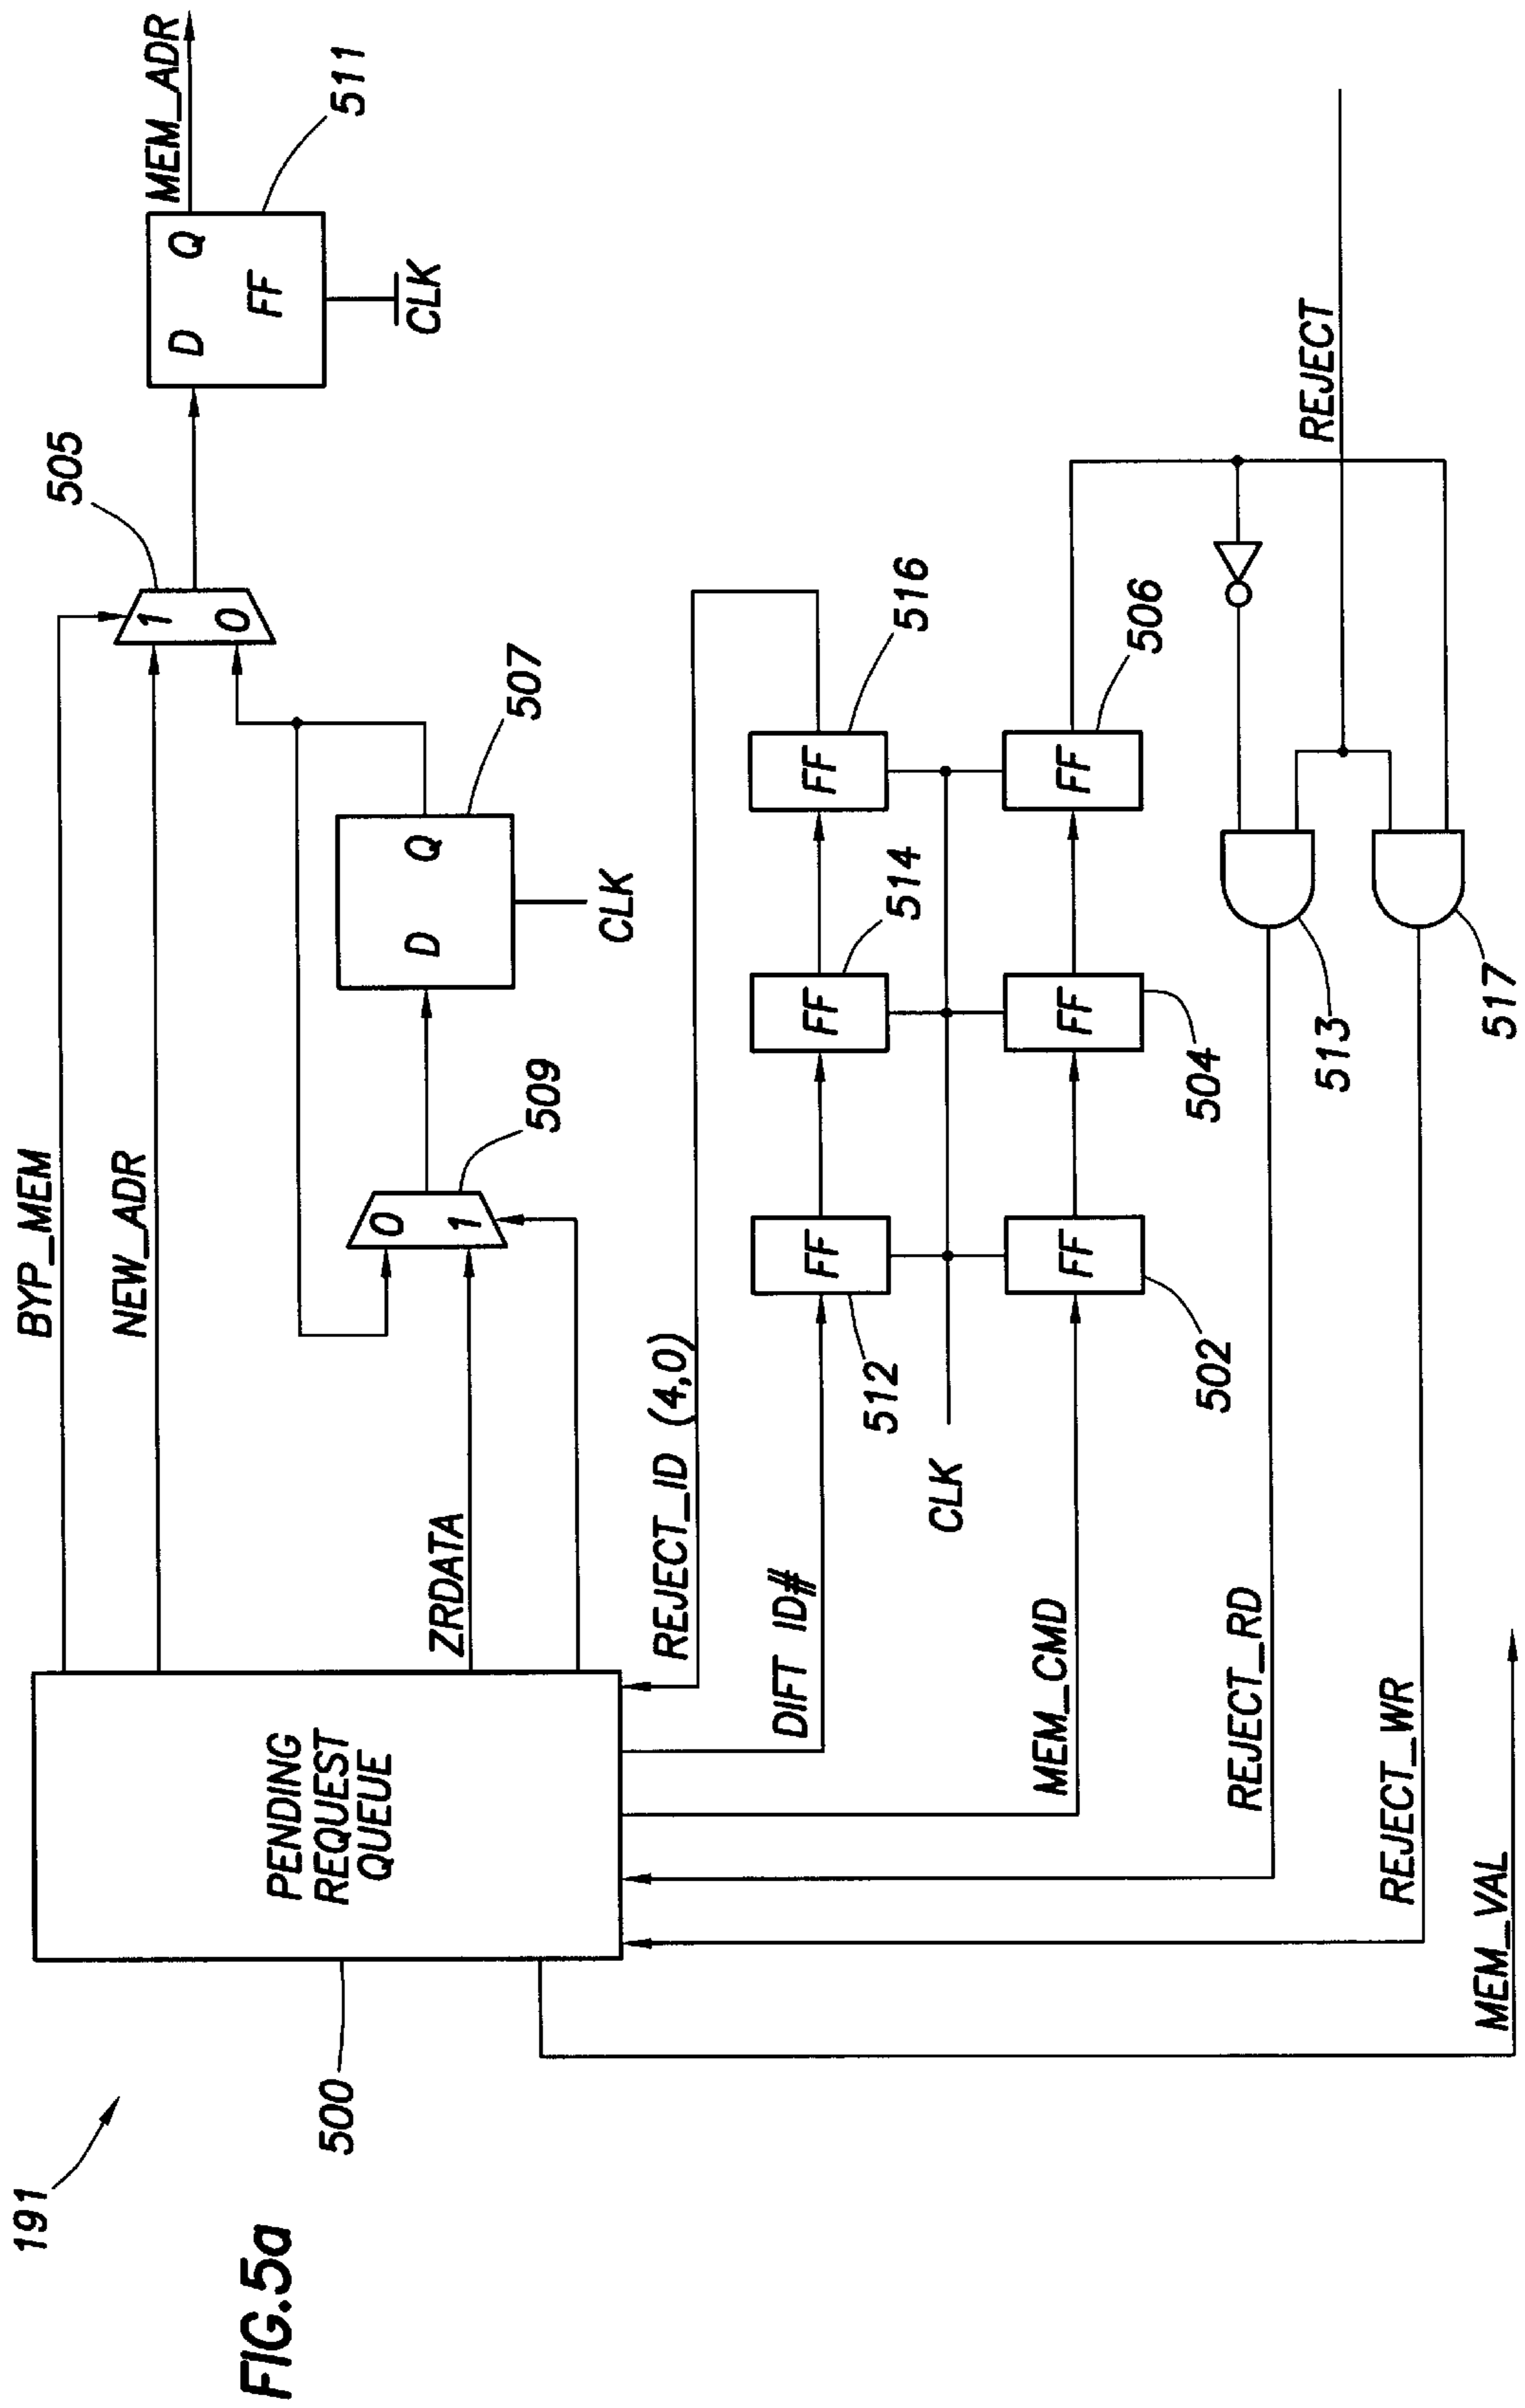 191
FIG.5a
500
PENDING
REQUEST
QUEUE
BYP_MEM
NEW_ADR
ZRDATA
0
1
509
D Q
507
CLK
1
0
505
D Q
FF
511
CLK
MEM_ADR
REJECT_ID (4,0)
DIFT ID#
FF
512
FF
514
FF
516
CLK
MEM_CMD
FF
502
FF
504
FF
506
REJECT_RD
513
REJECT
REJECT_WR
517
MEM_VAL